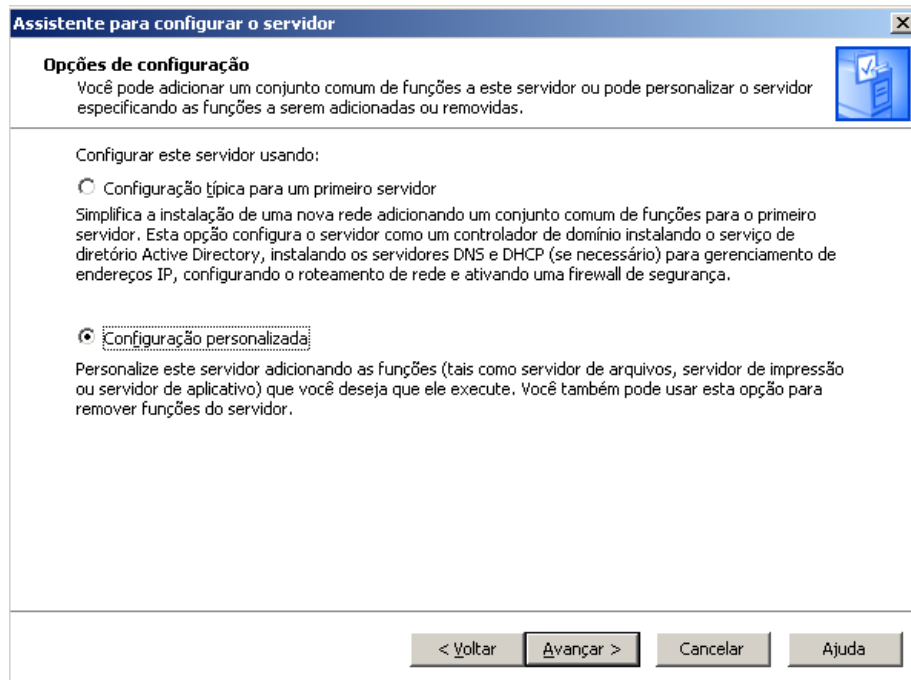 Assistente para configurar o servidor
Opções de configuração
Você pode adicionar um conjunto comum de funções a este servidor ou pode personalizar o servidor
especificando as funções a serem adicionadas ou removidas.
Configurar este servidor usando:
Configuração típica para um primeiro servidor
Simplifica a instalação de uma nova rede adicionando um conjunto comum de funções para o primeiro
servidor. Esta opção configura o servidor como um controlador de domínio instalando o serviço de
diretório Active Directory, instalando os servidores DNS e DHCP (se necessário) para gerenciamento de
endereços IP, configurando o roteamento de rede e ativando uma firewall de segurança.
Configuração personalizada
Personalize este servidor adicionando as funções (tais como servidor de arquivos, servidor de impressão
ou servidor de aplicativo) que você deseja que ele execute. Você também pode usar esta opção para
remover funções do servidor.
< Voltar
Avançar >
Cancelar
Ajuda